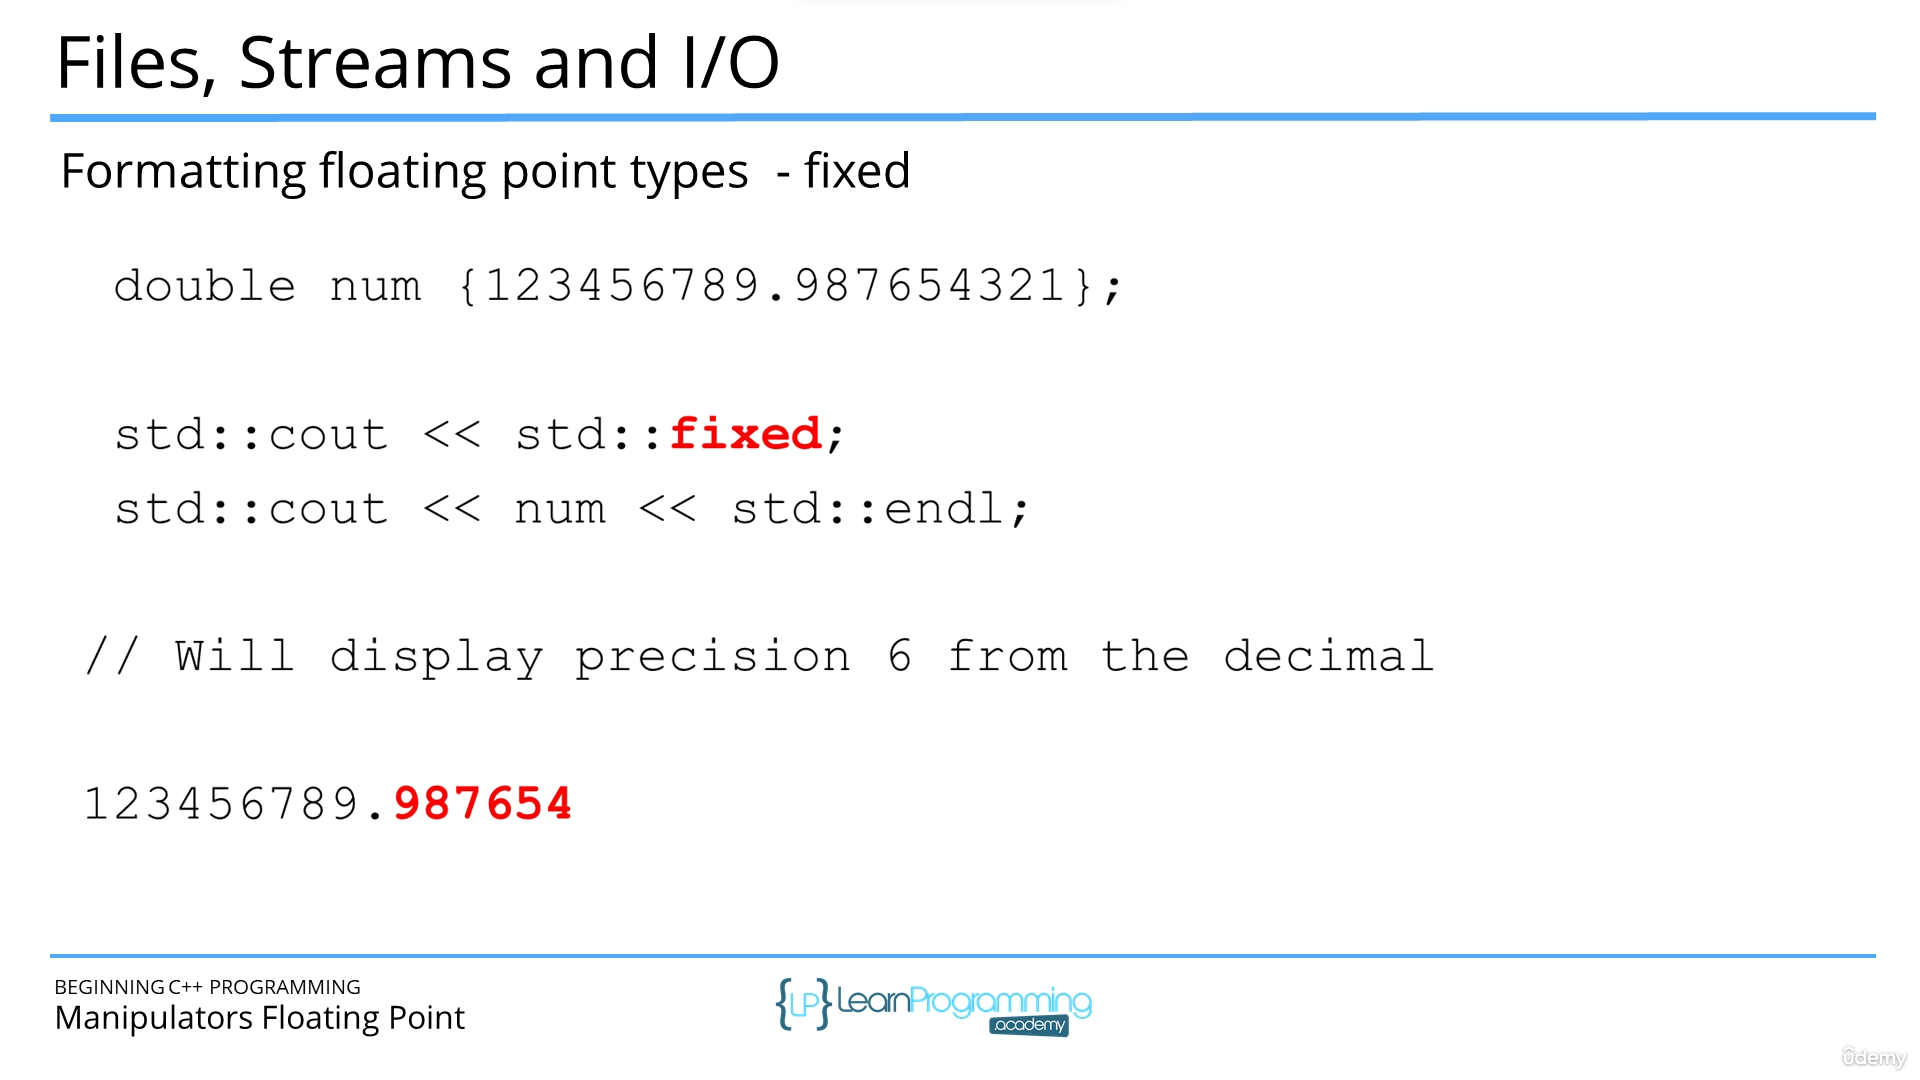 Files, Streams and I/O
Formatting floating point types - fixed
double num {123456789.987654321};
std::cout << std::fixed;
std::cout << num << std::endl;
// Will display precision 6 from the decimal
123456789.987654
BEGINNING C++ PROGRAMMING
Manipulators Floating Point
{LP} LearnProgramming
academy
ûdemy